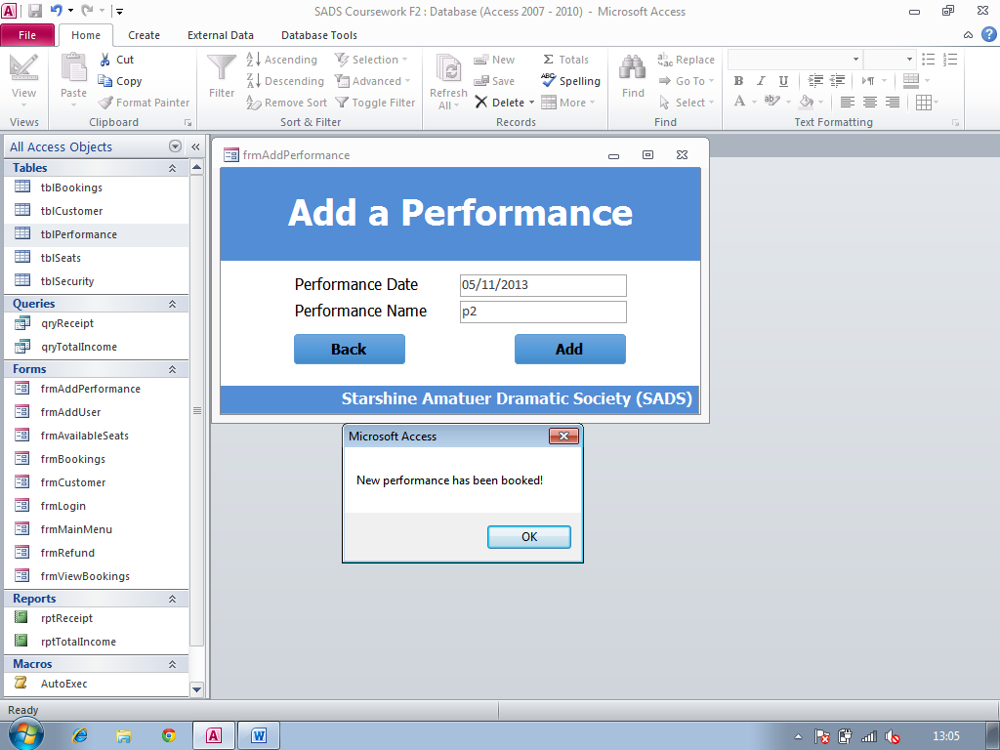 SADS Coursework F2 : Database (Access 2007 - 2010) - Microsoft Access
File Home Create External Data Database Tools
View
Views
Paste
Cut
Copy
Format Painter
Clipboard
Filter
Ascending
Descending
Remove Sort
Selection
Advanced
Toggle Filter
Sort & Filter
Refresh All
New
Save
Delete
Totals
Spelling
More
Records
Find
Replace
Go To
Select
Find
B I U
A
Text Formatting
All Access Objects
Tables
tblBookings
tblCustomer
tblPerformance
tblSeats
tblSecurity
Queries
qryReceipt
qryTotalIncome
Forms
frmAddPerformance
frmAddUser
frmAvailableSeats
frmBookings
frmCustomer
frmLogin
frmMainMenu
frmRefund
frmViewBookings
Reports
rptReceipt
rptTotalIncome
Macros
AutoExec
frmAddPerformance
Add a Performance
Performance Date 05/11/2013
Performance Name p2
Back Add
Starshine Amatuer Dramatic Society (SADS)
Microsoft Access
New performance has been booked!
OK
Ready
13:05